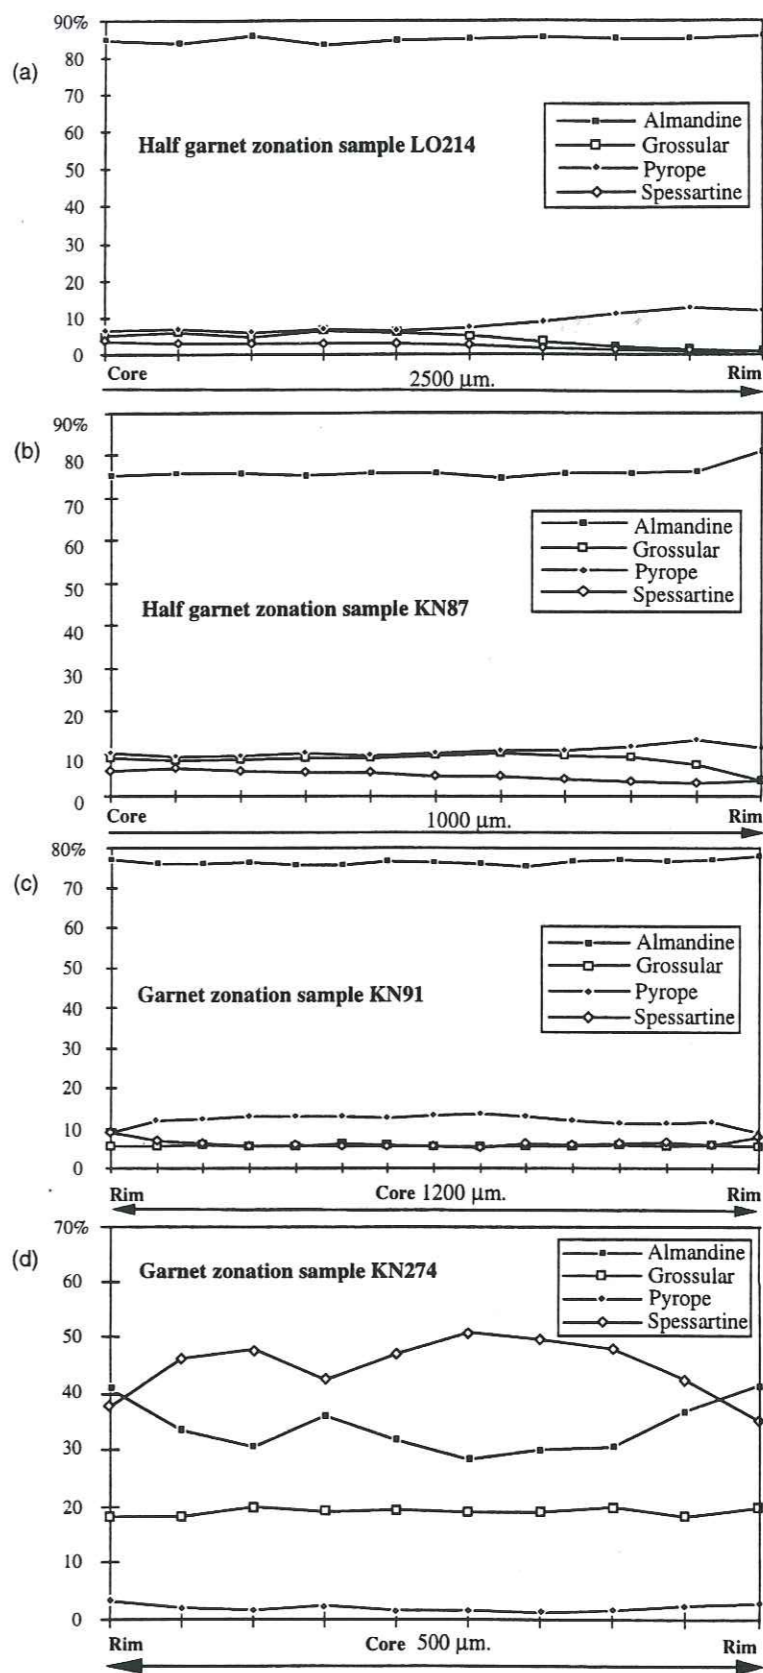 (a)
90%
80
70
60
50
40
30
20
10
0
Half garnet zonation sample LO214
Almandine
Grossular
Pyrope
Spessartine
Core
2500 µm.
Rim
(b)
90%
80
70
60
50
40
30
20
10
0
Half garnet zonation sample KN87
Almandine
Grossular
Pyrope
Spessartine
Core
1000 µm.
Rim
(c)
80%
70
60
50
40
30
20
10
0
Garnet zonation sample KN91
Almandine
Grossular
Pyrope
Spessartine
Rim
Core 1200 µm.
Rim
(d)
70%
60
50
40
30
20
10
0
Garnet zonation sample KN274
Almandine
Grossular
Pyrope
Spessartine
Rim
Core 500 µm.
Rim